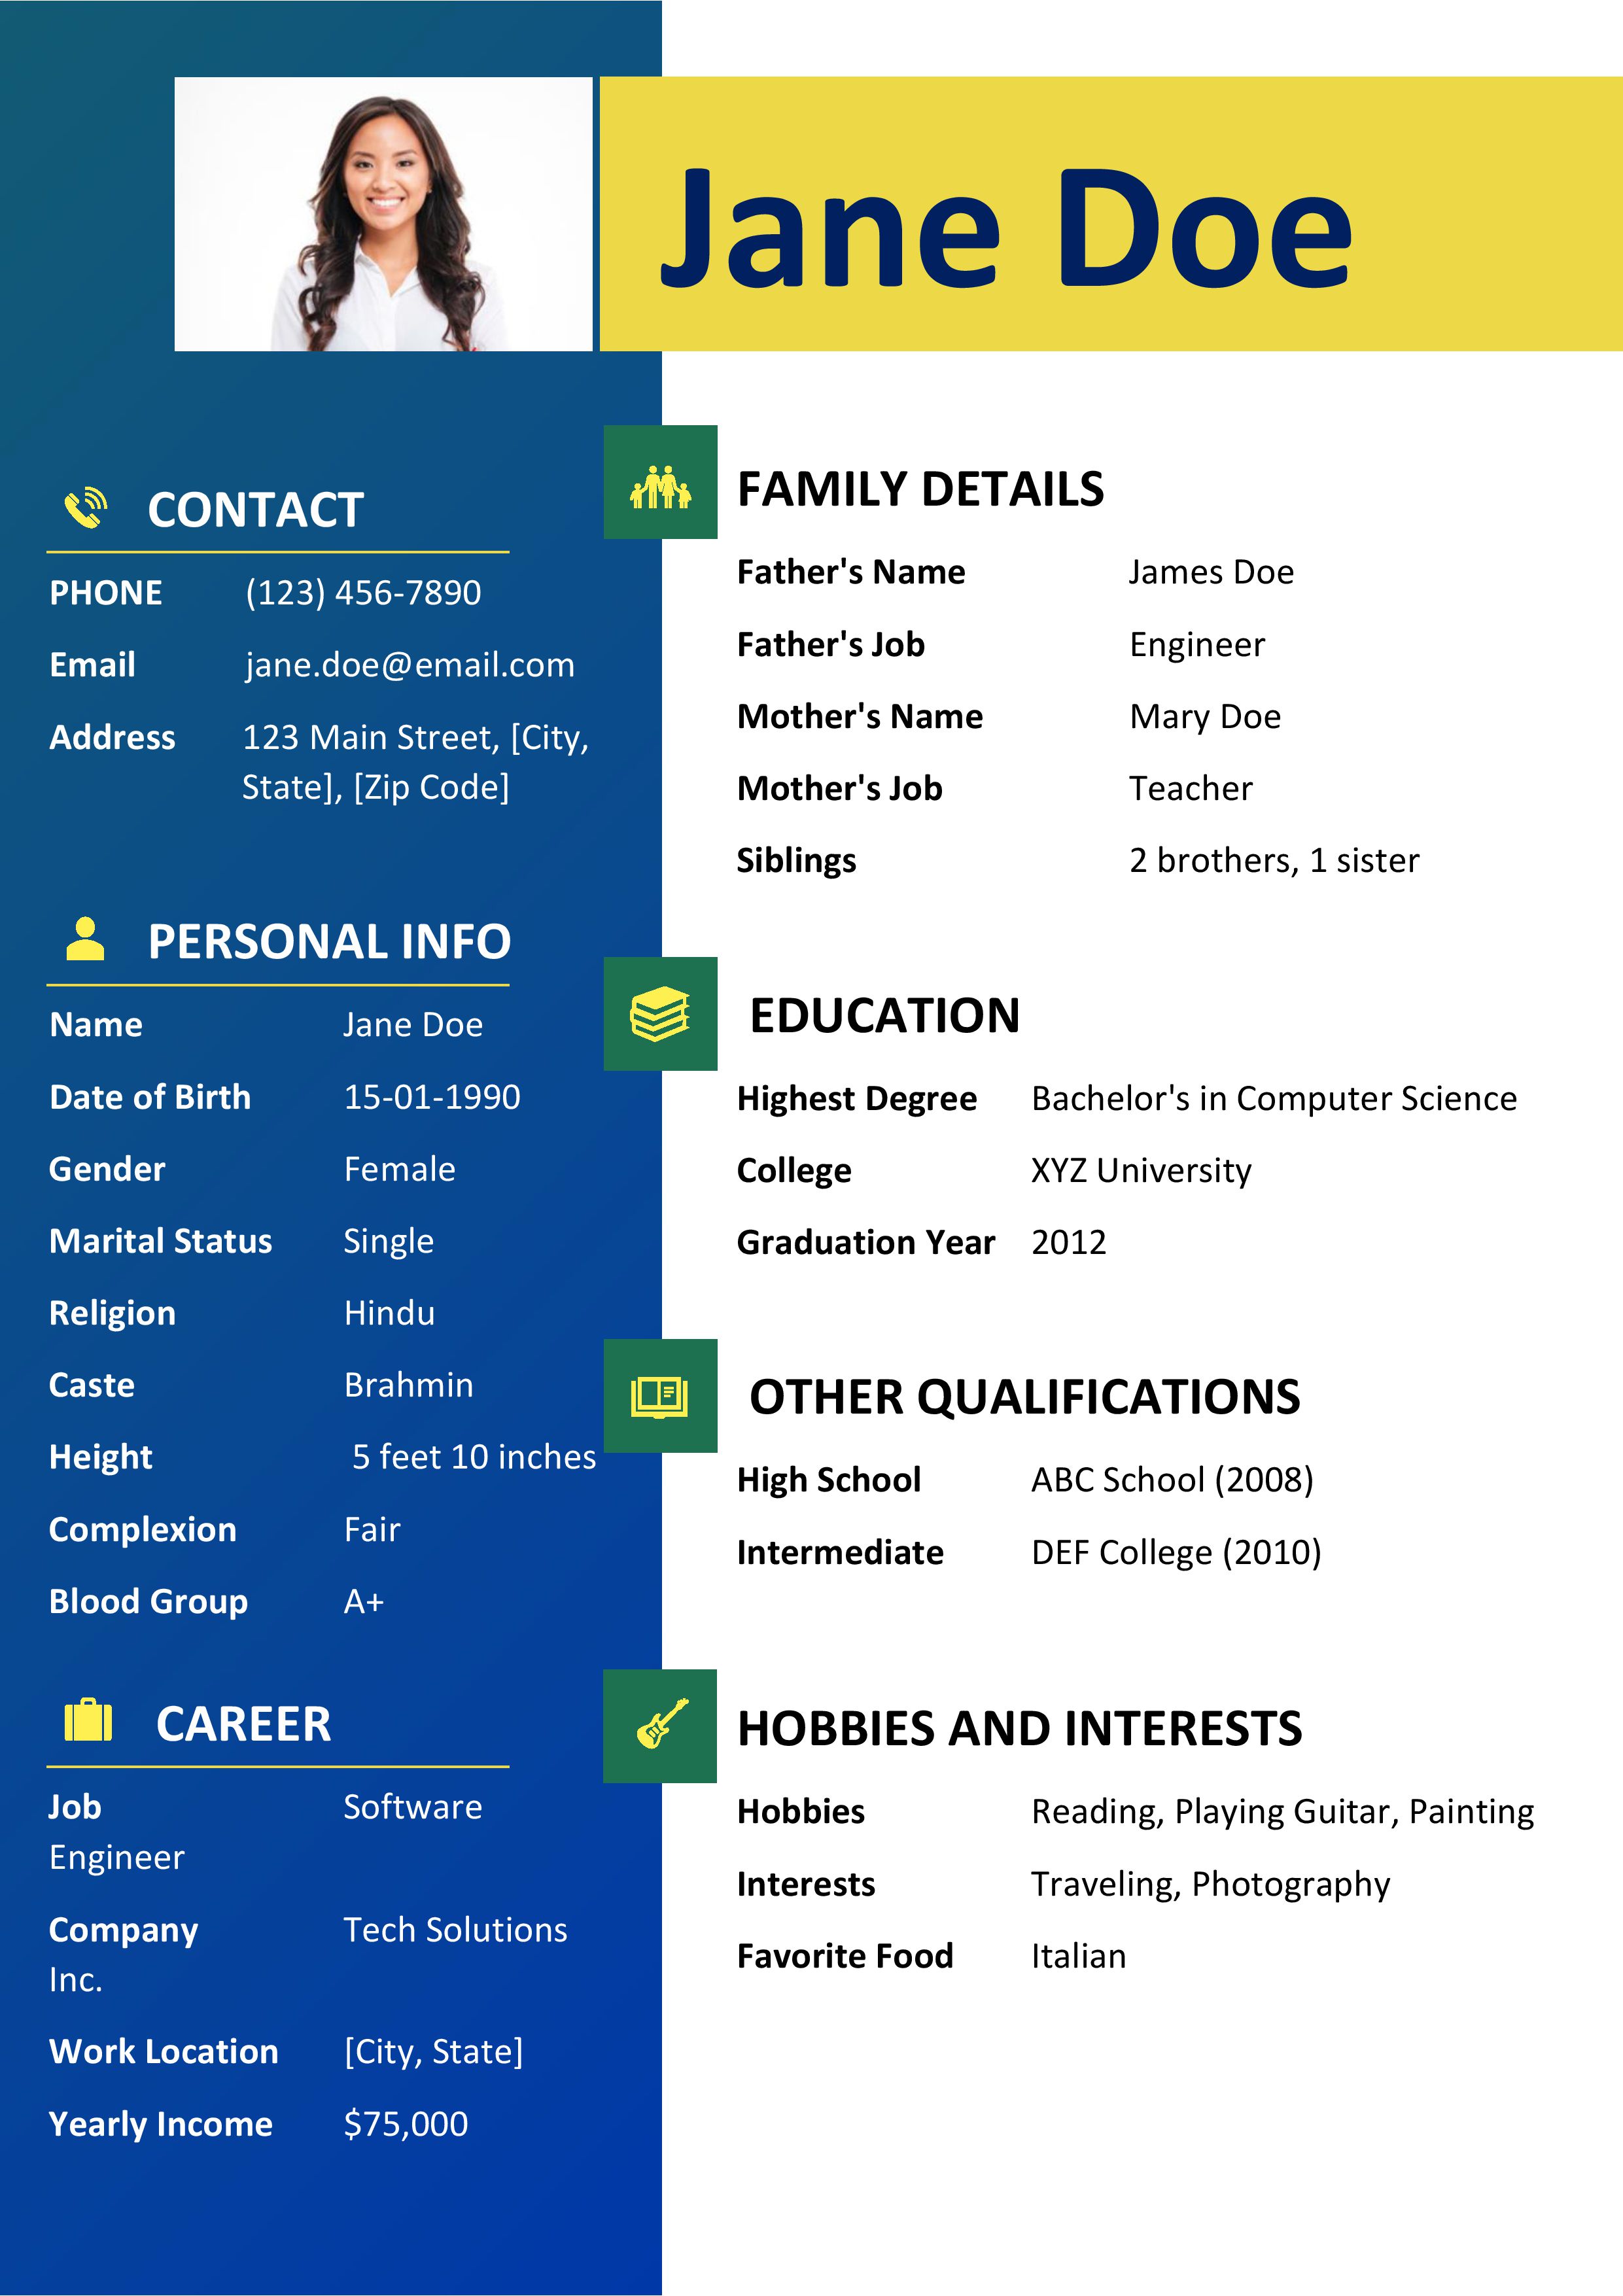 Jane Doe
CONTACT
PHONE (123) 456-7890
Email jane.doe@email.com
Address 123 Main Street, [City,
State], [Zip Code]
PERSONAL INFO
Name Jane Doe
Date of Birth 15-01-1990
Gender Female
Marital Status Single
Religion Hindu
Caste Brahmin
Height 5 feet 10 inches
Complexion Fair
Blood Group A+
CAREER
Job Software
Engineer
Company Tech Solutions
Inc.
Work Location [City, State]
Yearly Income $75,000
FAMILY DETAILS
Father's Name James Doe
Father's Job Engineer
Mother's Name Mary Doe
Mother's Job Teacher
Siblings 2 brothers, 1 sister
EDUCATION
Highest Degree Bachelor's in Computer Science
College XYZ University
Graduation Year 2012
OTHER QUALIFICATIONS
High School ABC School (2008)
Intermediate DEF College (2010)
HOBBIES AND INTERESTS
Hobbies Reading, Playing Guitar, Painting
Interests Traveling, Photography
Favorite Food Italian